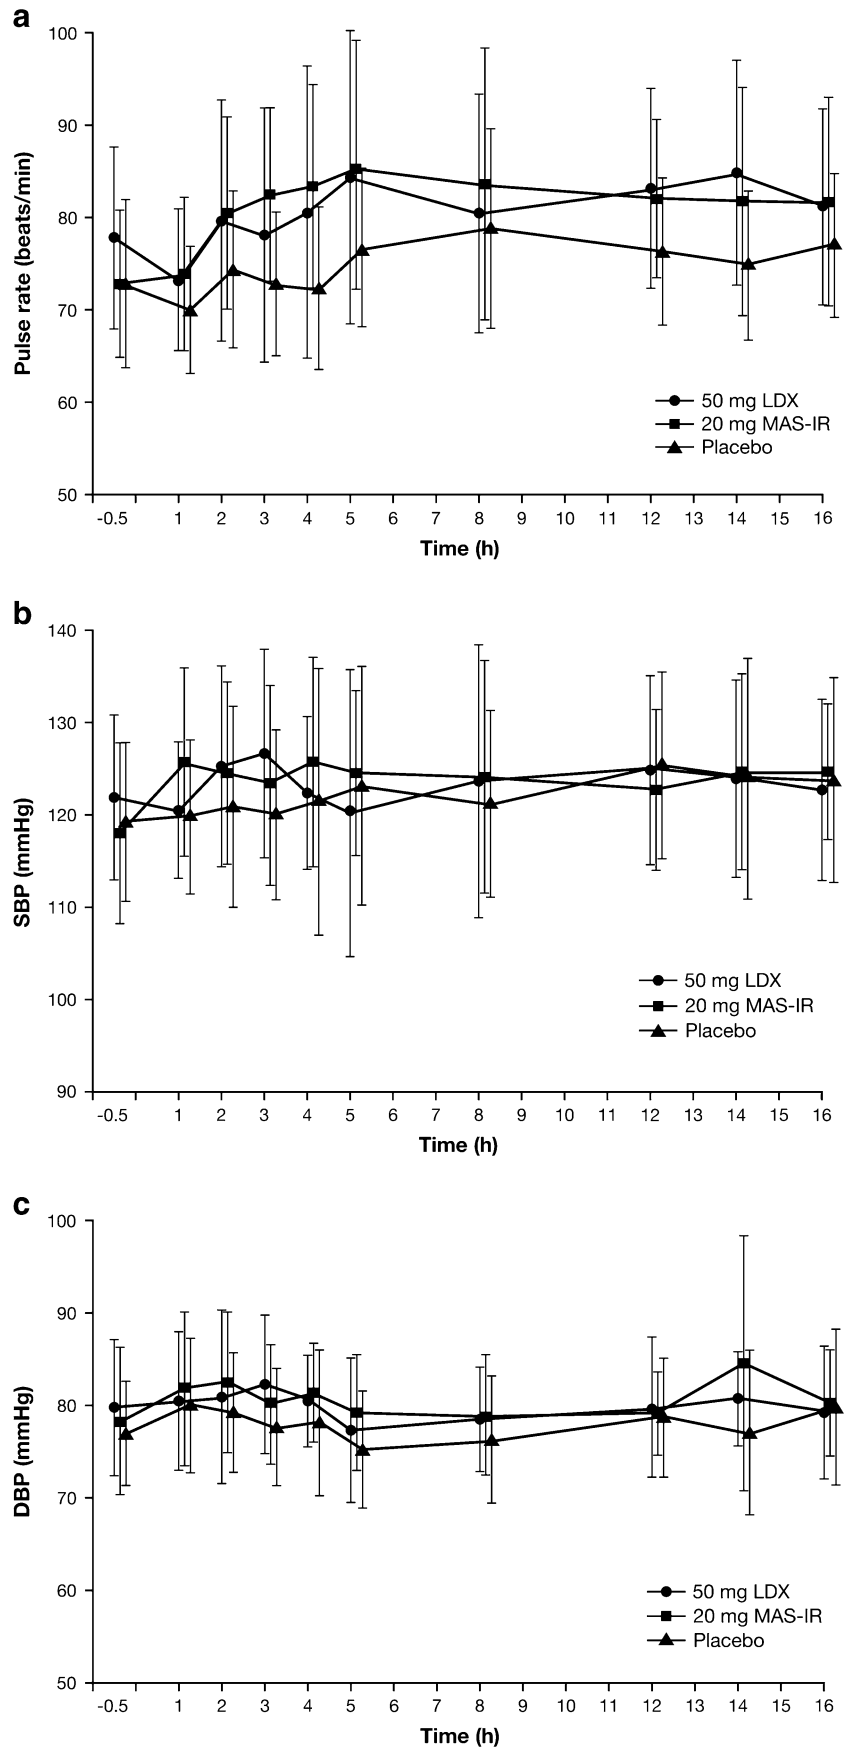 a
100
90
80
70
60
50
Pulse rate (beats/min)
50 mg LDX
20 mg MAS-IR
Placebo
-0.5 1 2 3 4 5 6 7 8 9 10 11 12 13 14 15 16
Time (h)
b
140
130
120
110
100
90
SBP (mmHg)
50 mg LDX
20 mg MAS-IR
Placebo
-0.5 1 2 3 4 5 6 7 8 9 10 11 12 13 14 15 16
Time (h)
c
100
90
80
70
60
50
DBP (mmHg)
50 mg LDX
20 mg MAS-IR
Placebo
-0.5 1 2 3 4 5 6 7 8 9 10 11 12 13 14 15 16
Time (h)